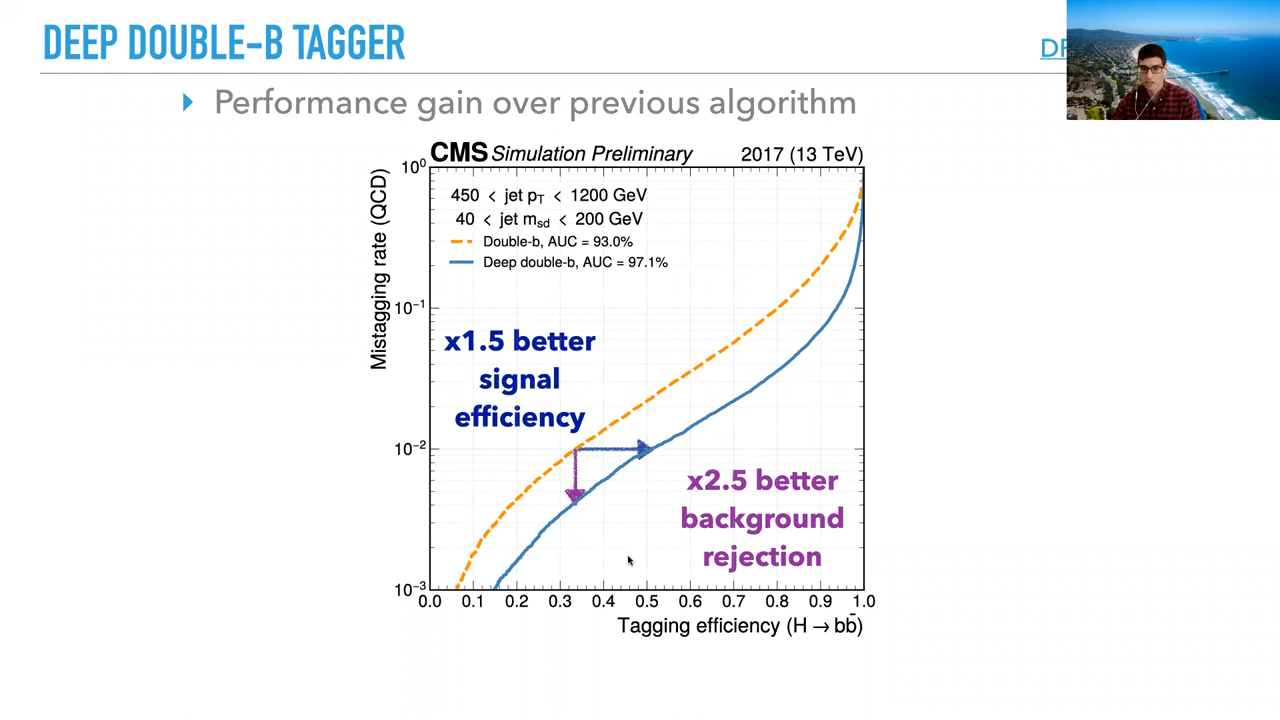 DEEP DOUBLE-B TAGGER
Performance gain over previous algorithm
CMS Simulation Preliminary 2017 (13 TeV)
450 < jet pT < 1200 GeV
40 < jet msd < 200 GeV
Double-b, AUC = 93.0%
Deep double-b, AUC = 97.1%
Mistagging rate (QCD)
10⁰
10⁻¹
10⁻²
10⁻³
x1.5 better
signal
efficiency
x2.5 better
background
rejection
0.0 0.1 0.2 0.3 0.4 0.5 0.6 0.7 0.8 0.9 1.0
Tagging efficiency (H → bb̄)